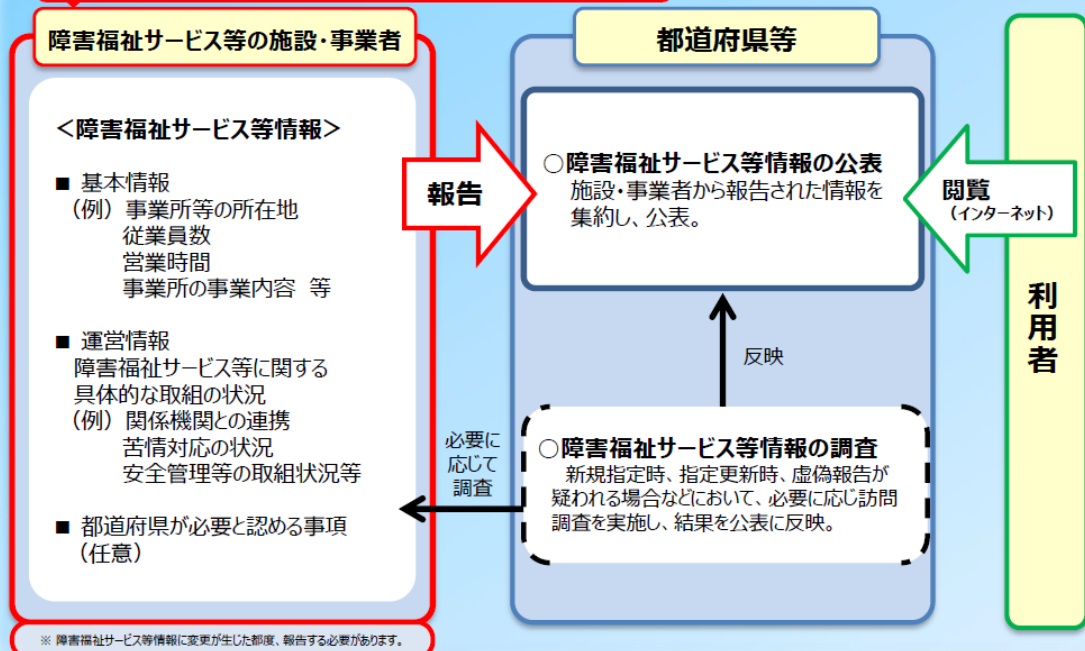 障害福祉サービス等の施設・事業者
＜障害福祉サービス等情報＞
■ 基本情報
（例）事業所等の所在地
従業員数
営業時間
事業所の事業内容 等
■ 運営情報
障害福祉サービス等に関する
具体的な取組の状況
（例）関係機関との連携
苦情対応の状況
安全管理等の取組状況等
■ 都道府県が必要と認める事項
（任意）
※ 障害福祉サービス等情報に変更が生じた都度、報告する必要があります。
報告
必要に
応じて
調査
都道府県等
○障害福祉サービス等情報の公表
施設・事業者から報告された情報を
集約し、公表。
反映
○障害福祉サービス等情報の調査
新規指定時、指定更新時、虚偽報告が
疑われる場合などにおいて、必要に応じ訪問
調査を実施し、結果を公表に反映。
閲覧
（インターネット）
利用者